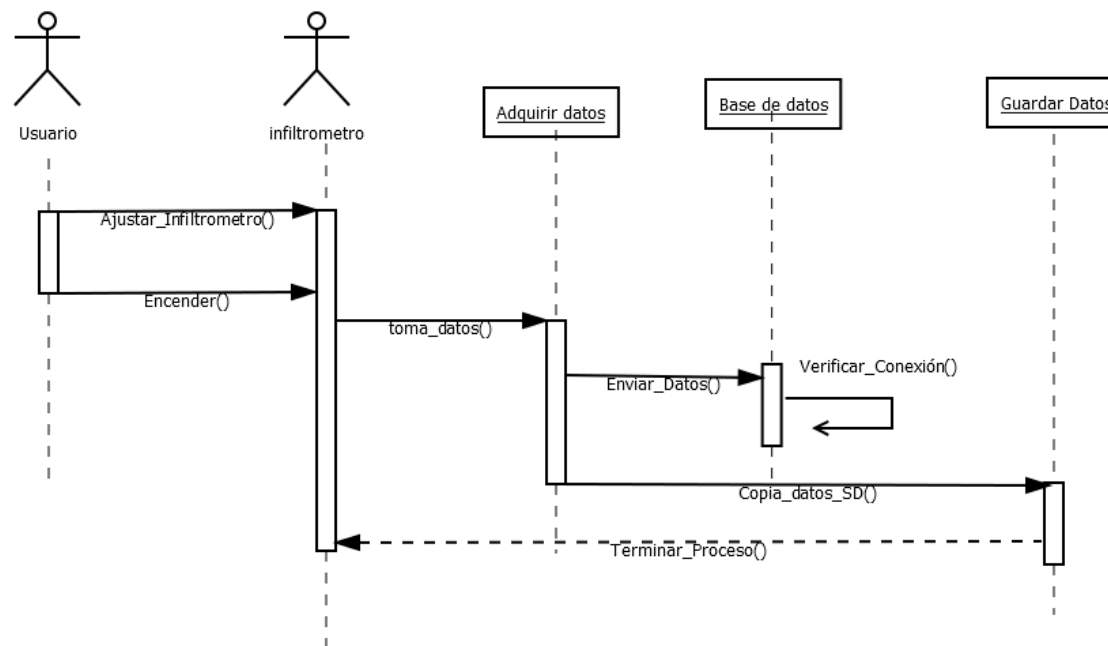 Usuario
infiltrometro
Adquirir datos
Base de datos
Guardar Datos
Ajustar_Infiltrometro()
Encender()
toma_datos()
Enviar_Datos()
Verificar_Conexión()
Copia_datos_SD()
Terminar_Proceso()